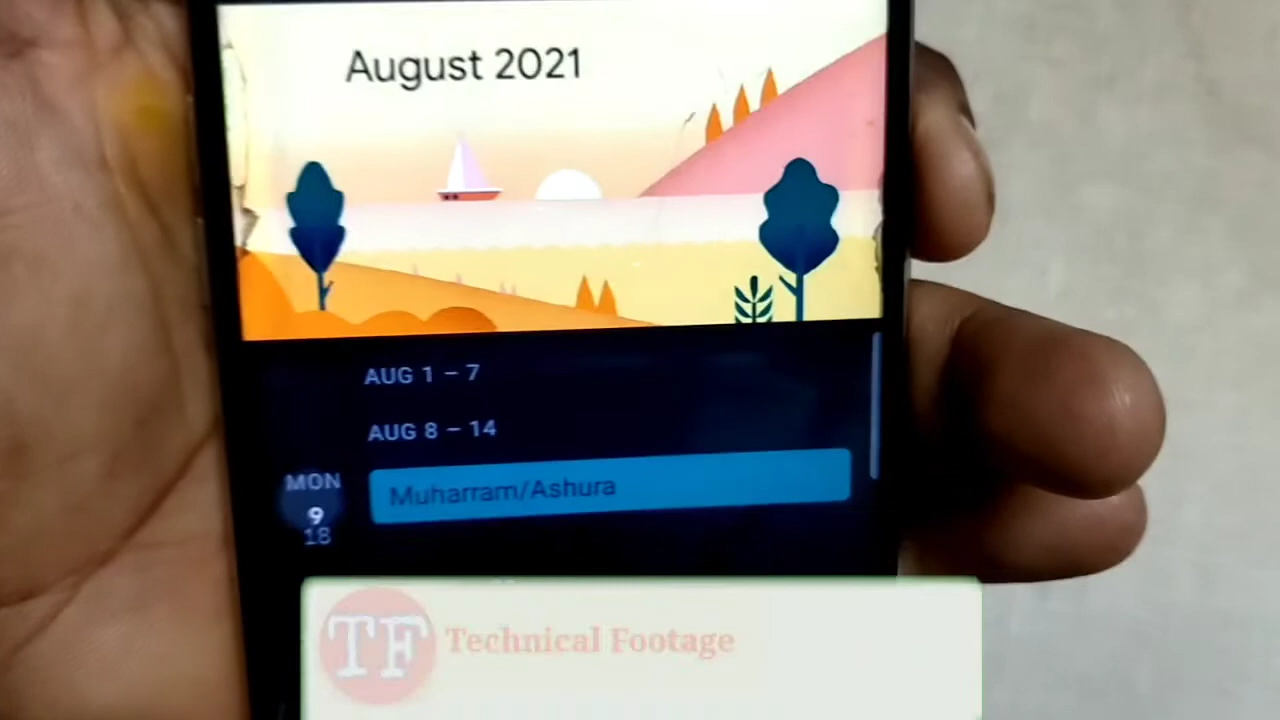 August 2021
AUG 1 – 7
AUG 8 – 14
MON
Muharram/Ashura
9
18
TF Technical Footage